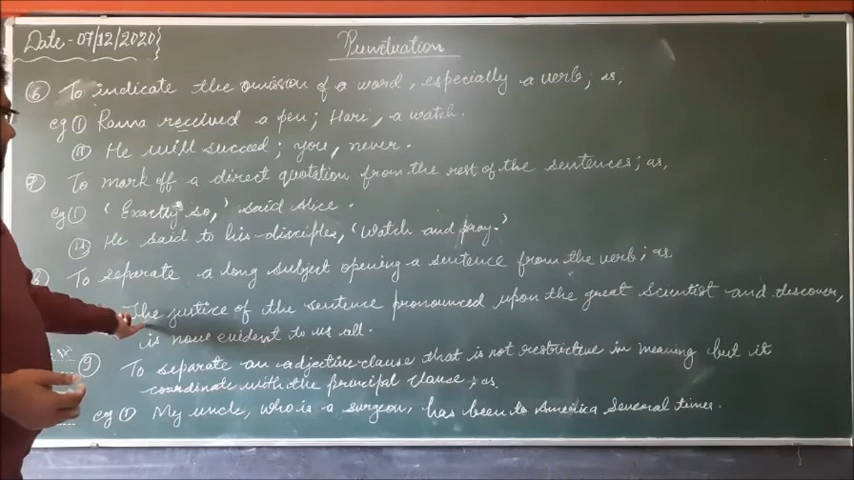 Date - 07/12/2020
Punctuation
6 To indicate the omission of a word, especially a verb; as,
eg (i) Rama received a pen; Hari, a watch.
(ii) He will succeed; you, never.
7 To mark off a direct quotation from the rest of the sentences; as,
eg (i) 'Exactly so,' said Alice.
(ii) He said to his disciples, 'Watch and pray.'
8 To separate a long subject opening a sentence from the verb; as
The justice of the sentence pronounced upon the great Scientist and discover,
is now evident to us all.
9 To separate an adjective clause that is not restrictive in meaning but it
coordinate with the principal clause; as.
eg (i) My uncle, who is a surgeon, has been to America several times.